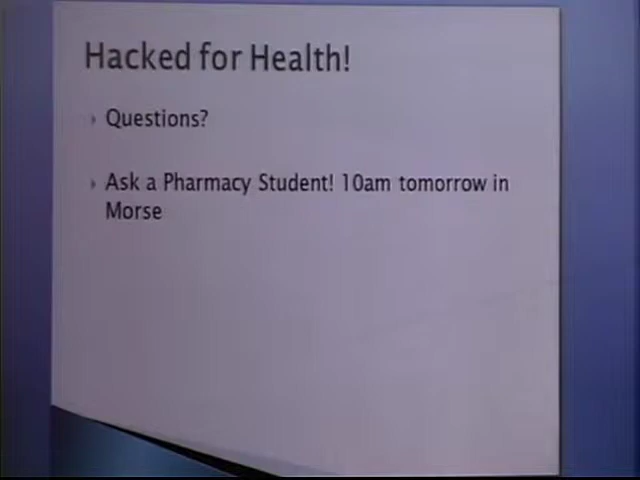 Hacked for Health!
Questions?
Ask a Pharmacy Student! 10am tomorrow in
Morse